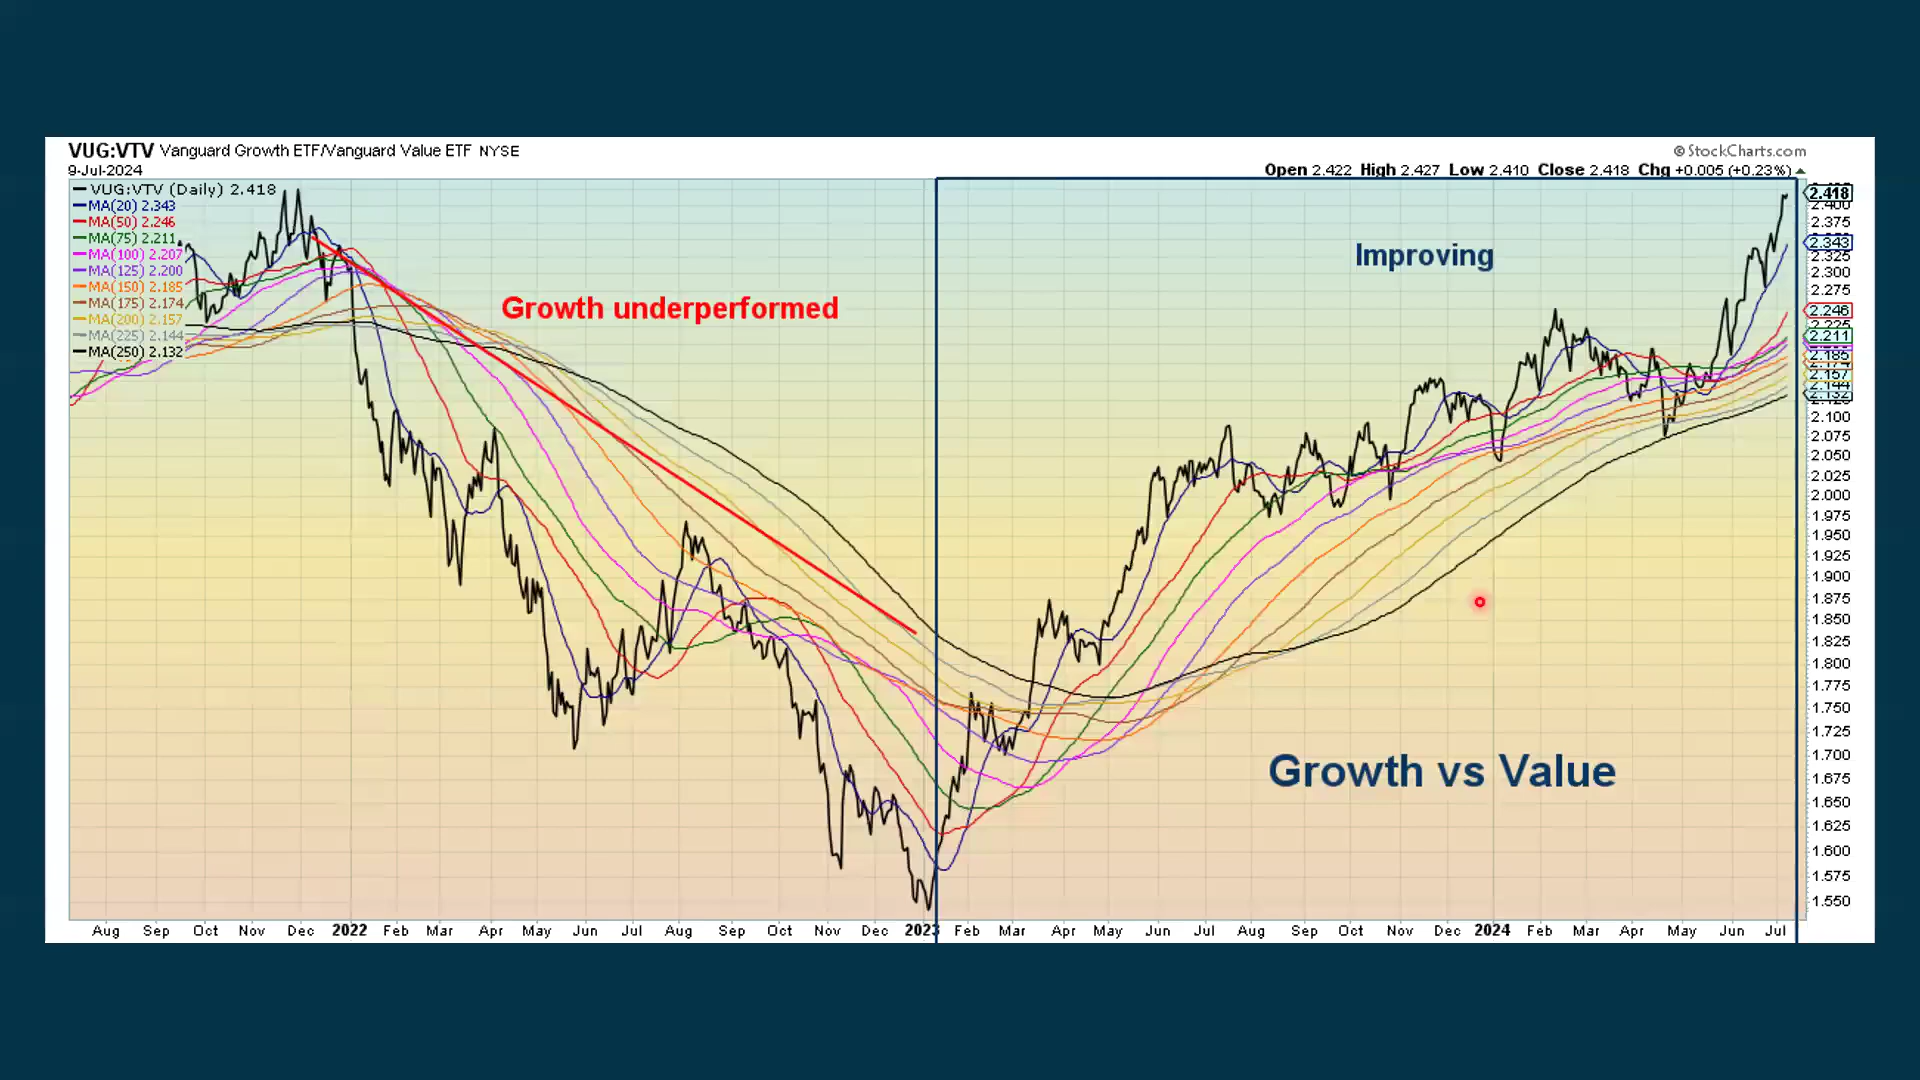 VUG:VTV Vanguard Growth ETF/Vanguard Value ETF NYSE
© StockCharts.com
9-Jul-2024
Open 2.422 High 2.427 Low 2.410 Close 2.418 Chg +0.005 (+0.23%)
VUG:VTV (Daily) 2.418
MA(20) 2.343
MA(50) 2.246
MA(75) 2.211
MA(100) 2.207
MA(125) 2.200
MA(150) 2.185
MA(175) 2.174
MA(200) 2.157
MA(225) 2.144
MA(250) 2.132
Growth underperformed
Improving
Growth vs Value
2.418
2.400
2.375
2.343
2.325
2.300
2.275
2.246
2.225
2.211
2.185
2.157
2.144
2.132
2.100
2.075
2.050
2.025
2.000
1.975
1.950
1.925
1.900
1.875
1.850
1.825
1.800
1.775
1.750
1.725
1.700
1.675
1.650
1.625
1.600
1.575
1.550
Aug Sep Oct Nov Dec 2022 Feb Mar Apr May Jun Jul Aug Sep Oct Nov Dec 2023 Feb Mar Apr May Jun Jul Aug Sep Oct Nov Dec 2024 Feb Mar Apr May Jun Jul